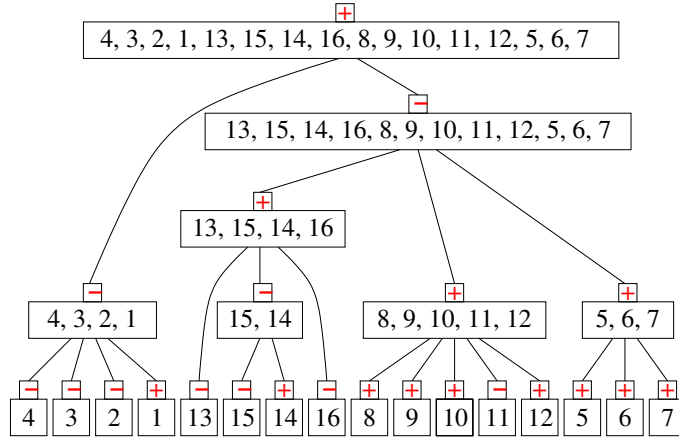 +
4, 3, 2, 1, 13, 15, 14, 16, 8, 9, 10, 11, 12, 5, 6, 7
−
13, 15, 14, 16, 8, 9, 10, 11, 12, 5, 6, 7
+
13, 15, 14, 16
− − + +
4, 3, 2, 1 15, 14 8, 9, 10, 11, 12 5, 6, 7
− − − + − − + − + + + − + + + +
4 3 2 1 13 15 14 16 8 9 10 11 12 5 6 7